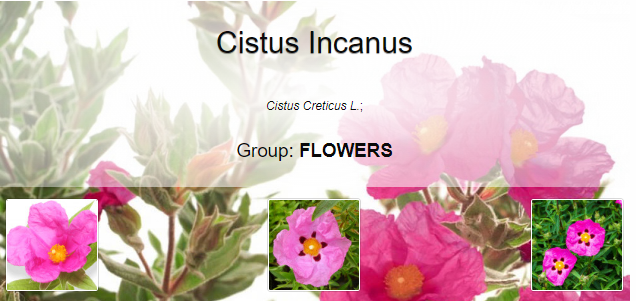 Cistus Incanus
Cistus Creticus L.;
Group: FLOWERS